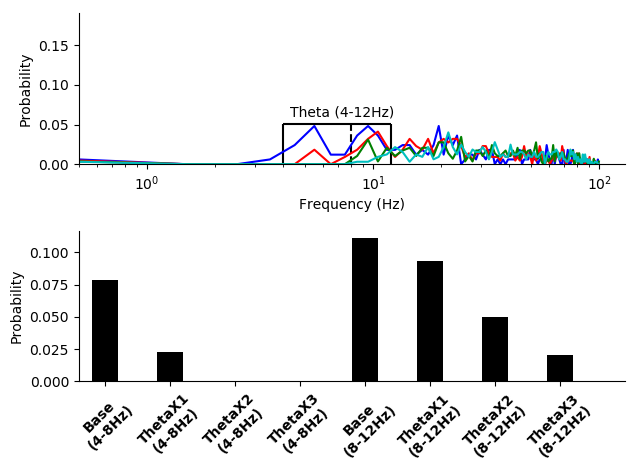 Probability
0.15
0.10
0.05
0.00
Theta (4-12Hz)
10⁰
10¹
10²
Frequency (Hz)
Probability
0.100
0.075
0.050
0.025
0.000
Base
(4-8Hz)
ThetaX1
(4-8Hz)
ThetaX2
(4-8Hz)
ThetaX3
(4-8Hz)
Base
(8-12Hz)
ThetaX1
(8-12Hz)
ThetaX2
(8-12Hz)
ThetaX3
(8-12Hz)